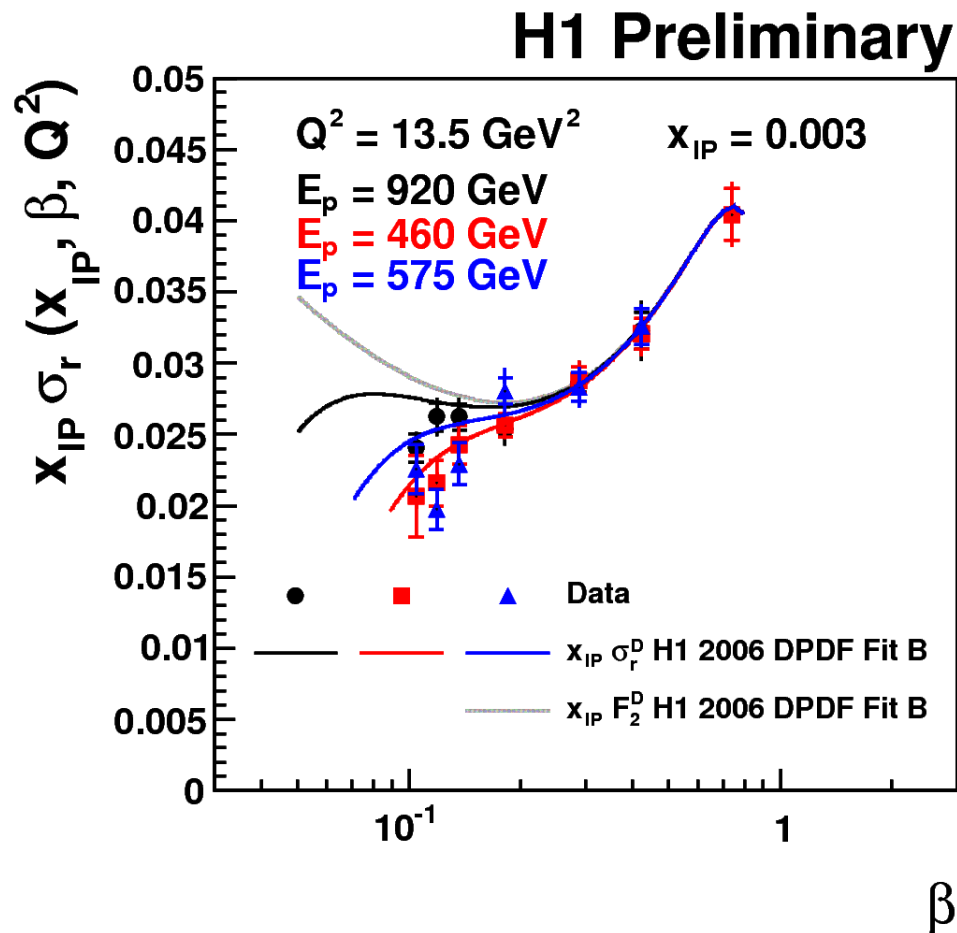 H1 Preliminary
x_IP σ_r (x_IP, β, Q²)
0.05
0.045
0.04
0.035
0.03
0.025
0.02
0.015
0.01
0.005
0
Q² = 13.5 GeV² x_IP = 0.003
E_p = 920 GeV
E_p = 460 GeV
E_p = 575 GeV
Data
x_IP σ_r^D H1 2006 DPDF Fit B
x_IP F_2^D H1 2006 DPDF Fit B
10⁻¹ 1
β